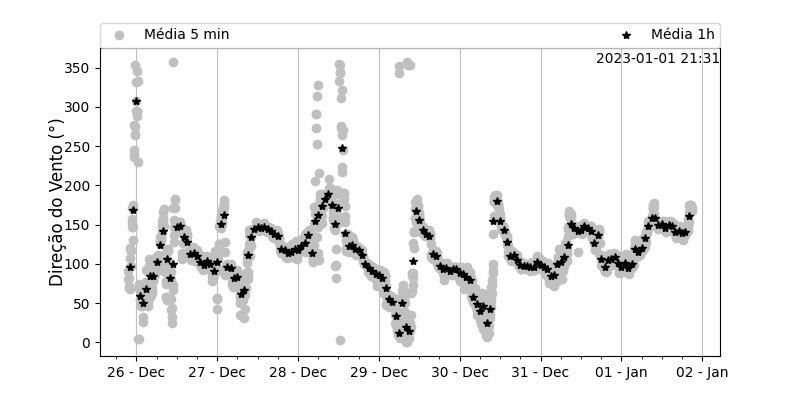 Média 5 min
Média 1h
2023-01-01 21:31
Direção do Vento (°)
350
300
250
200
150
100
50
0
26 - Dec
27 - Dec
28 - Dec
29 - Dec
30 - Dec
31 - Dec
01 - Jan
02 - Jan